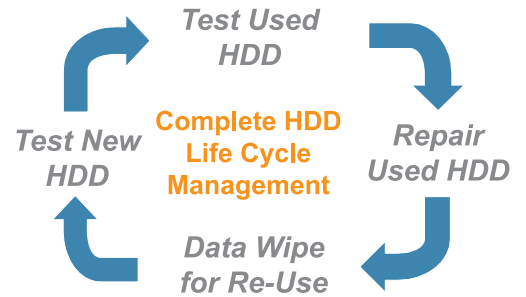 Test Used
HDD
Test New
HDD
Complete HDD
Life Cycle
Management
Repair
Used HDD
Data Wipe
for Re-Use